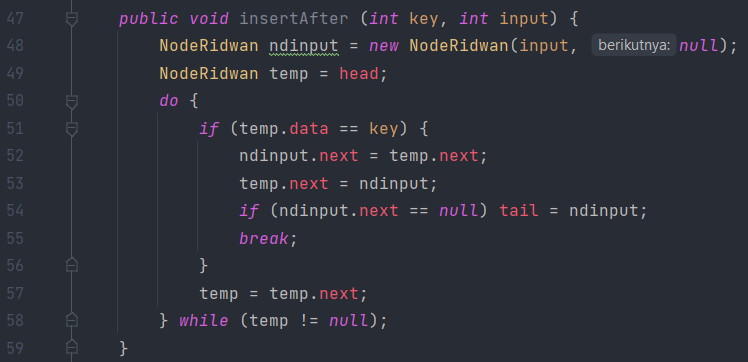 47 public void insertAfter (int key, int input) {
48 NodeRidwan ndinput = new NodeRidwan(input, berikutnya: null);
49 NodeRidwan temp = head;
50 do {
51 if (temp.data == key) {
52 ndinput.next = temp.next;
53 temp.next = ndinput;
54 if (ndinput.next == null) tail = ndinput;
55 break;
56 }
57 temp = temp.next;
58 } while (temp != null);
59 }